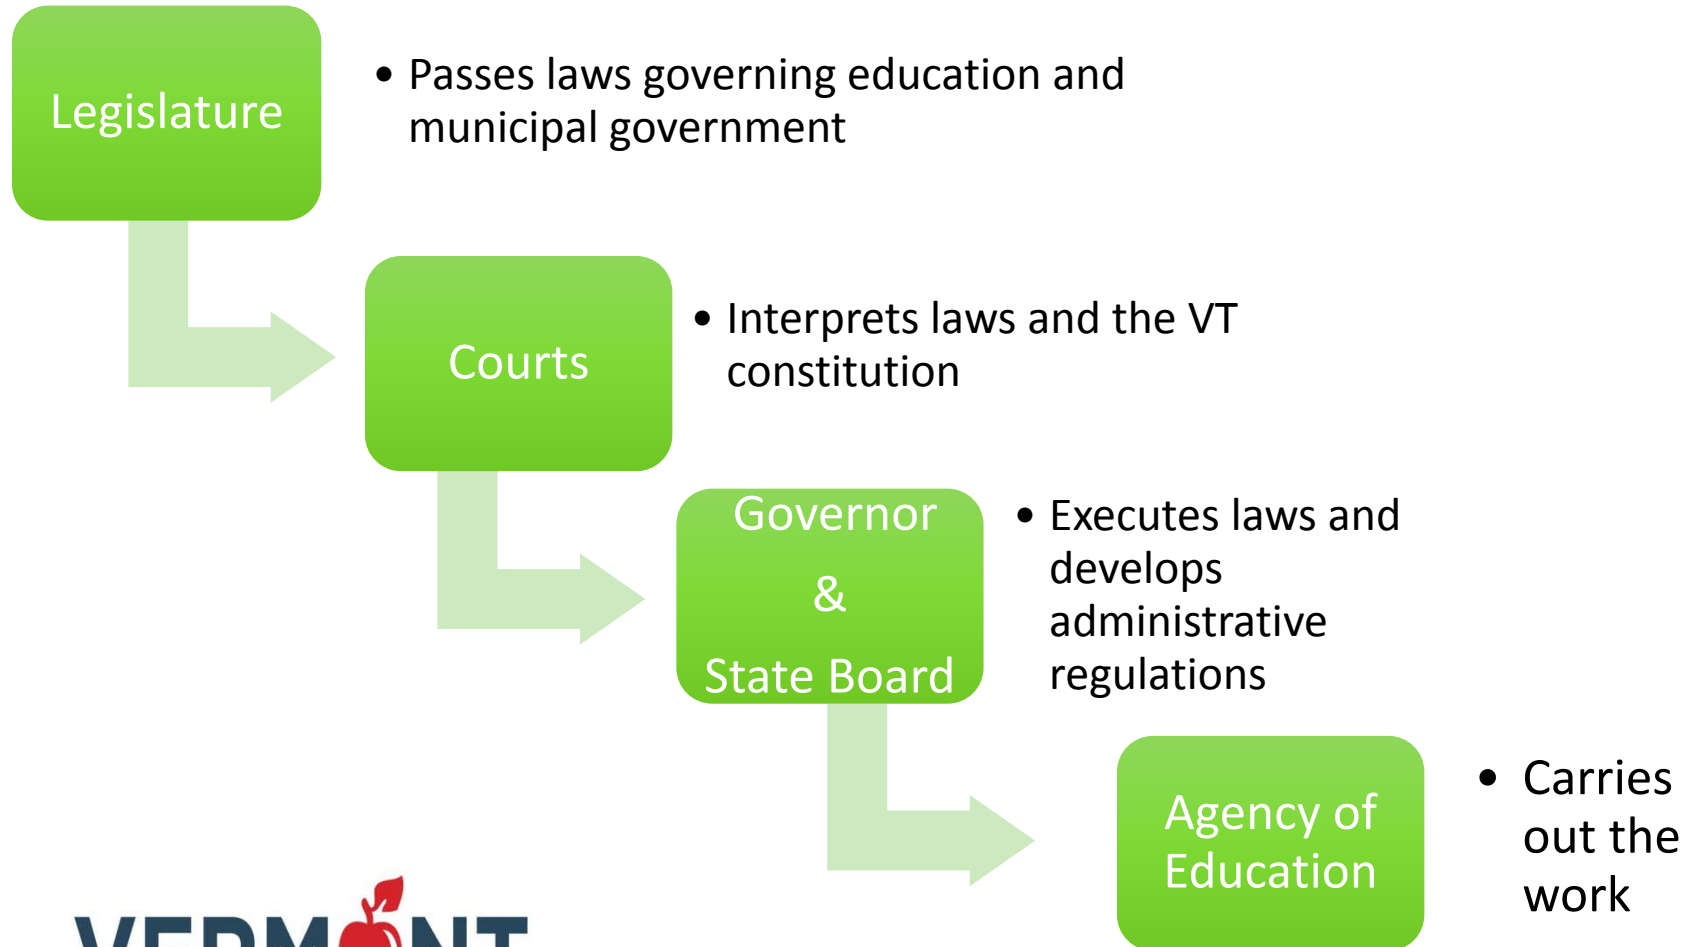 Legislature
• Passes laws governing education and
municipal government
Courts
• Interprets laws and the VT
constitution
Governor
&
State Board
• Executes laws and
develops
administrative
regulations
Agency of
Education
• Carries
out the
work
VERMONT